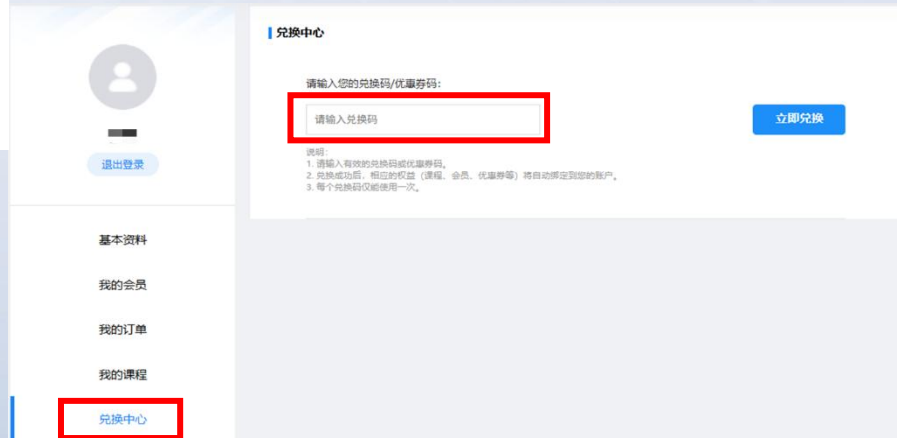 兑换中心
请输入您的兑换码/优惠券码：
请输入兑换码
立即兑换
说明：
1. 请输入有效的兑换码或优惠券码。
2. 兑换成功后，相应的权益（课程、会员、优惠券等）将自动绑定到您的账户。
3. 每个兑换码仅能使用一次。
退出登录
基本资料
我的会员
我的订单
我的课程
兑换中心